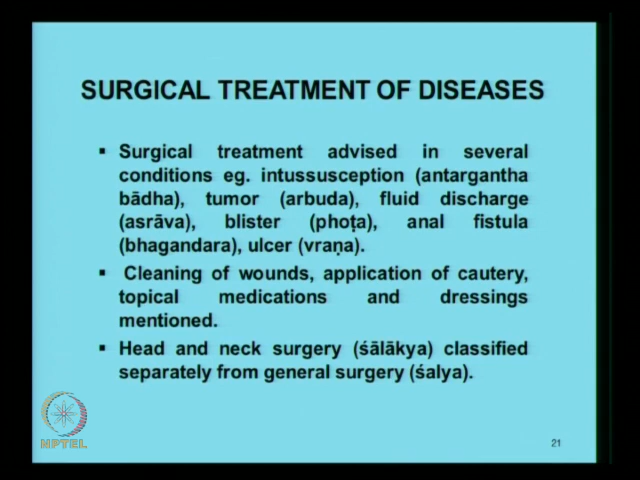 SURGICAL TREATMENT OF DISEASES
▪ Surgical treatment advised in several
conditions eg. intussusception (antargantha
bādha), tumor (arbuda), fluid discharge
(asrāva), blister (phoṭa), anal fistula
(bhagandara), ulcer (vraṇa).
▪ Cleaning of wounds, application of cautery,
topical medications and dressings
mentioned.
▪ Head and neck surgery (śālākya) classified
separately from general surgery (śalya).
NPTEL
21